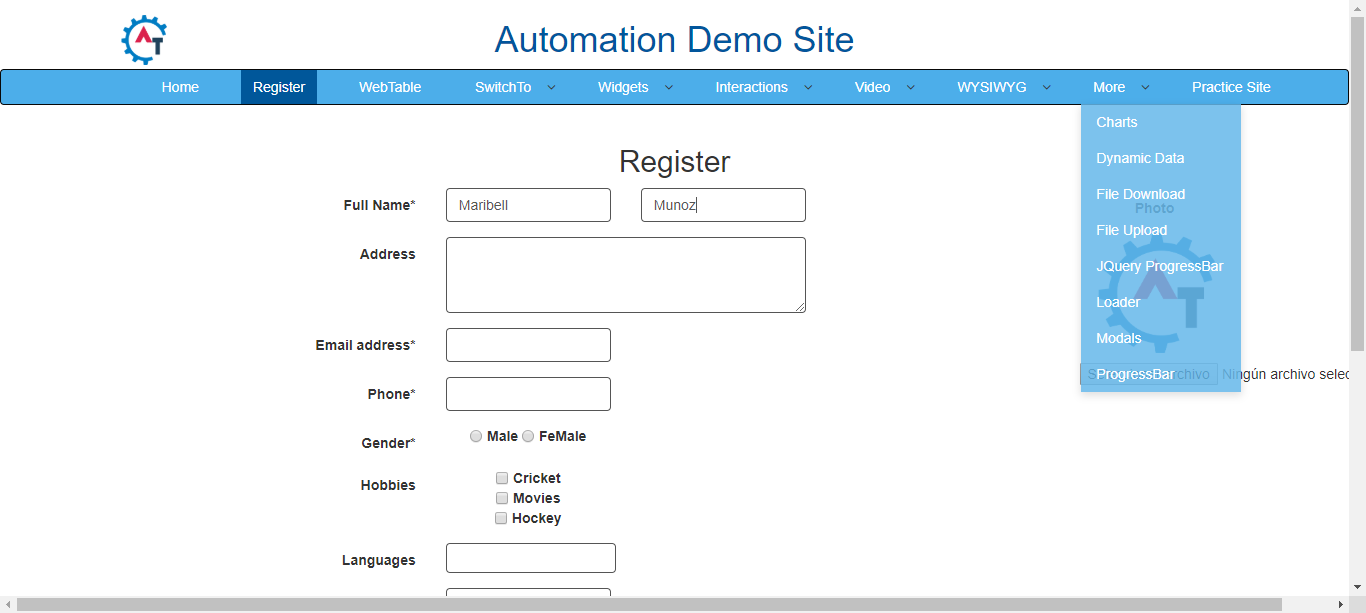 Automation Demo Site
Home Register WebTable SwitchTo Widgets Interactions Video WYSIWYG More Practice Site
Charts
Dynamic Data
File Download
Photo
File Upload
JQuery ProgressBar
Loader
Modals
ProgressBar
Ningún archivo selec
Register
Full Name* Maribell Munoz
Address
Email address*
Phone*
Gender* Male FeMale
Hobbies Cricket
Movies
Hockey
Languages